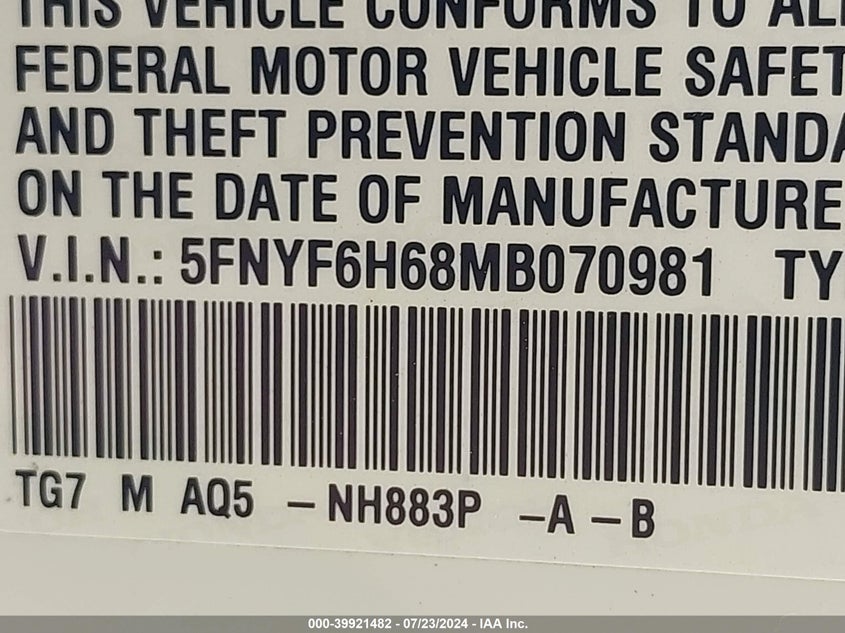 THIS VEHICLE CONFORMS TO ALL
FEDERAL MOTOR VEHICLE SAFET
AND THEFT PREVENTION STANDA
ON THE DATE OF MANUFACTURE
V.I.N.: 5FNYF6H68MB070981 TY
TG7 M AQ5 -NH883P -A-B
HONDA
000-39921482 - 07/23/2024 - IAA Inc.